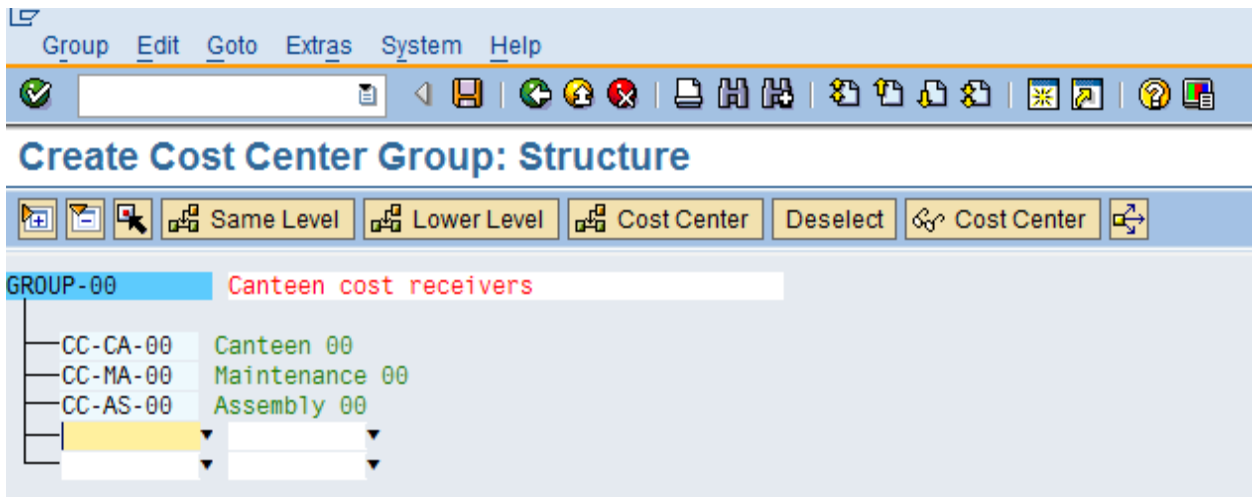 Group Edit Goto Extras System Help
Create Cost Center Group: Structure
Same Level Lower Level Cost Center Deselect Cost Center
GROUP-00 Canteen cost receivers
CC-CA-00 Canteen 00
CC-MA-00 Maintenance 00
CC-AS-00 Assembly 00